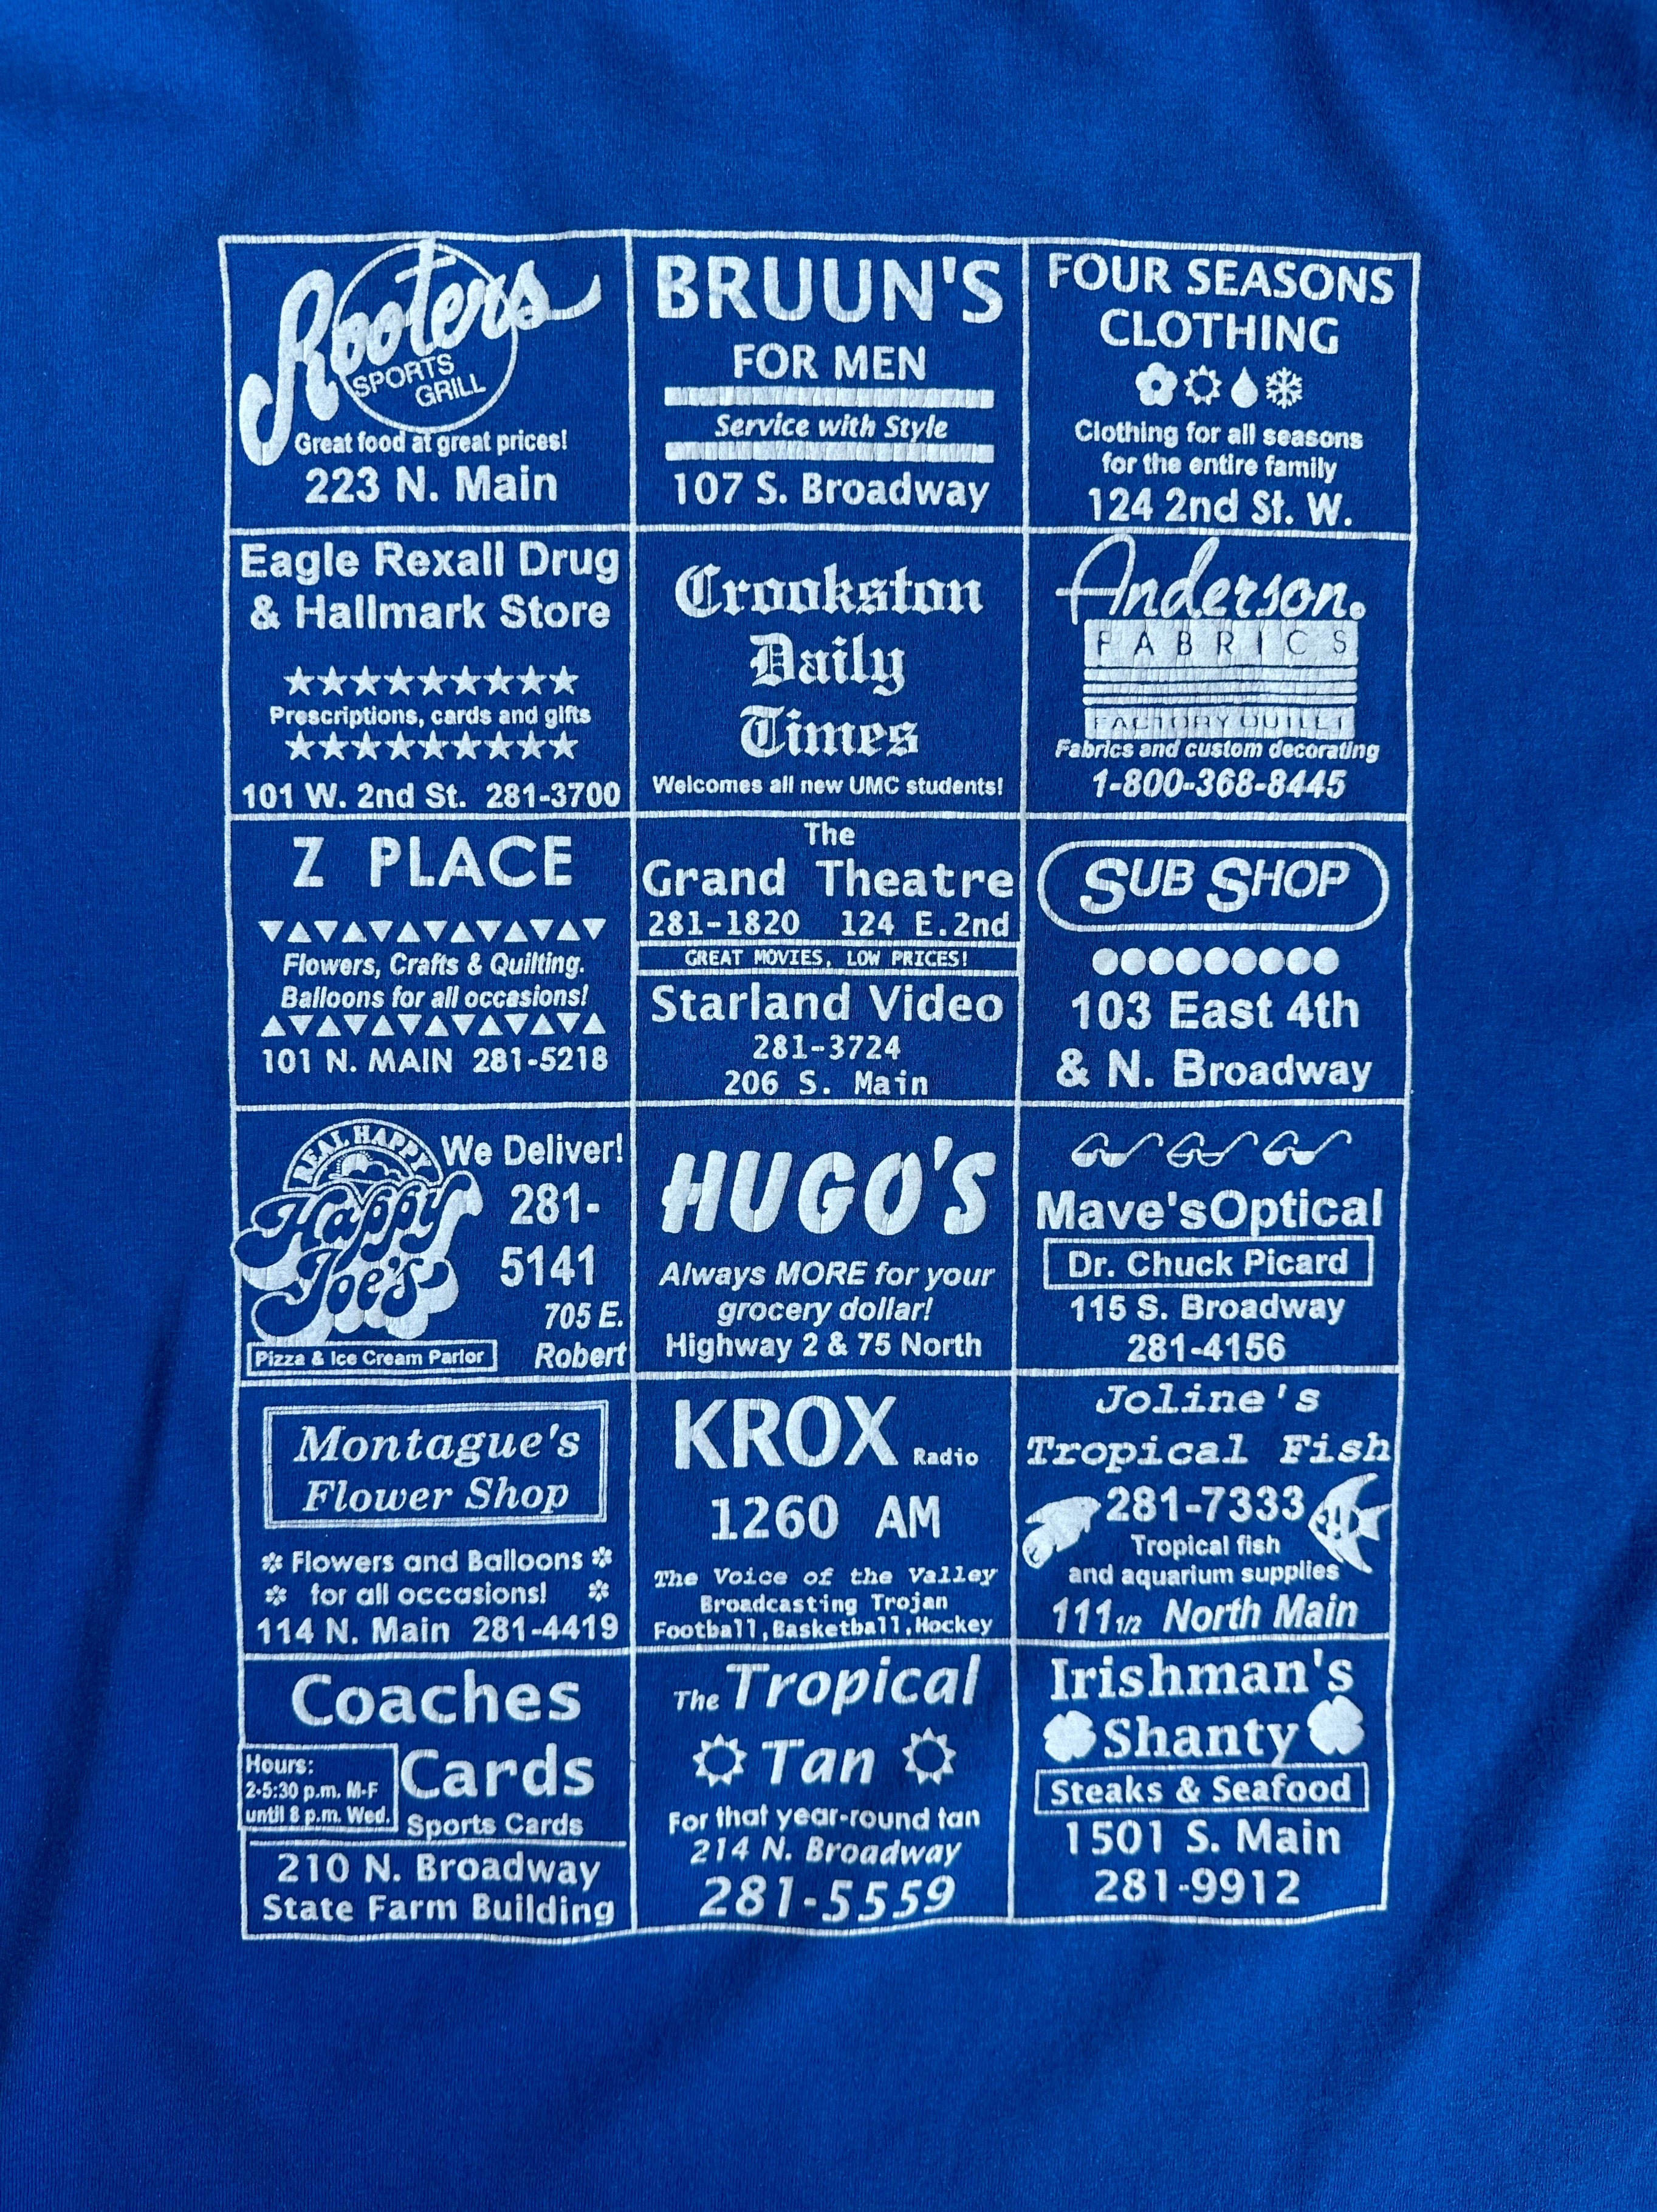 Rooters
SPORTS
GRILL
Great food at great prices!
223 N. Main
BRUUN'S
FOR MEN
Service with Style
107 S. Broadway
FOUR SEASONS
CLOTHING
Clothing for all seasons
for the entire family
124 2nd St. W.
Eagle Rexall Drug
& Hallmark Store
Prescriptions, cards and gifts
101 W. 2nd St. 281-3700
Crookston
Daily
Times
Welcomes all new UMC students!
Anderson
FABRICS
FACTORY OUTLET
Fabrics and custom decorating
1-800-368-8445
Z PLACE
Flowers, Crafts & Quilting.
Balloons for all occasions!
101 N. MAIN 281-5218
The
Grand Theatre
281-1820 124 E.2nd
GREAT MOVIES, LOW PRICES!
Starland Video
281-3724
206 S. Main
SUB SHOP
103 East 4th
& N. Broadway
REAL HAPPY
Happy
Joe's
Pizza & Ice Cream Parlor
We Deliver!
281-
5141
705 E.
Robert
HUGO'S
Always MORE for your
grocery dollar!
Highway 2 & 75 North
Mave'sOptical
Dr. Chuck Picard
115 S. Broadway
281-4156
Montague's
Flower Shop
Flowers and Balloons
for all occasions!
114 N. Main 281-4419
KROX Radio
1260 AM
The Voice of the Valley
Broadcasting Trojan
Football,Basketball,Hockey
Joline's
Tropical Fish
281-7333
Tropical fish
and aquarium supplies
111 1/2 North Main
Coaches
Cards
Hours:
2-5:30 p.m. M-F
until 8 p.m. Wed.
Sports Cards
210 N. Broadway
State Farm Building
The Tropical
Tan
For that year-round tan
214 N. Broadway
281-5559
Irishman's
Shanty
Steaks & Seafood
1501 S. Main
281-9912